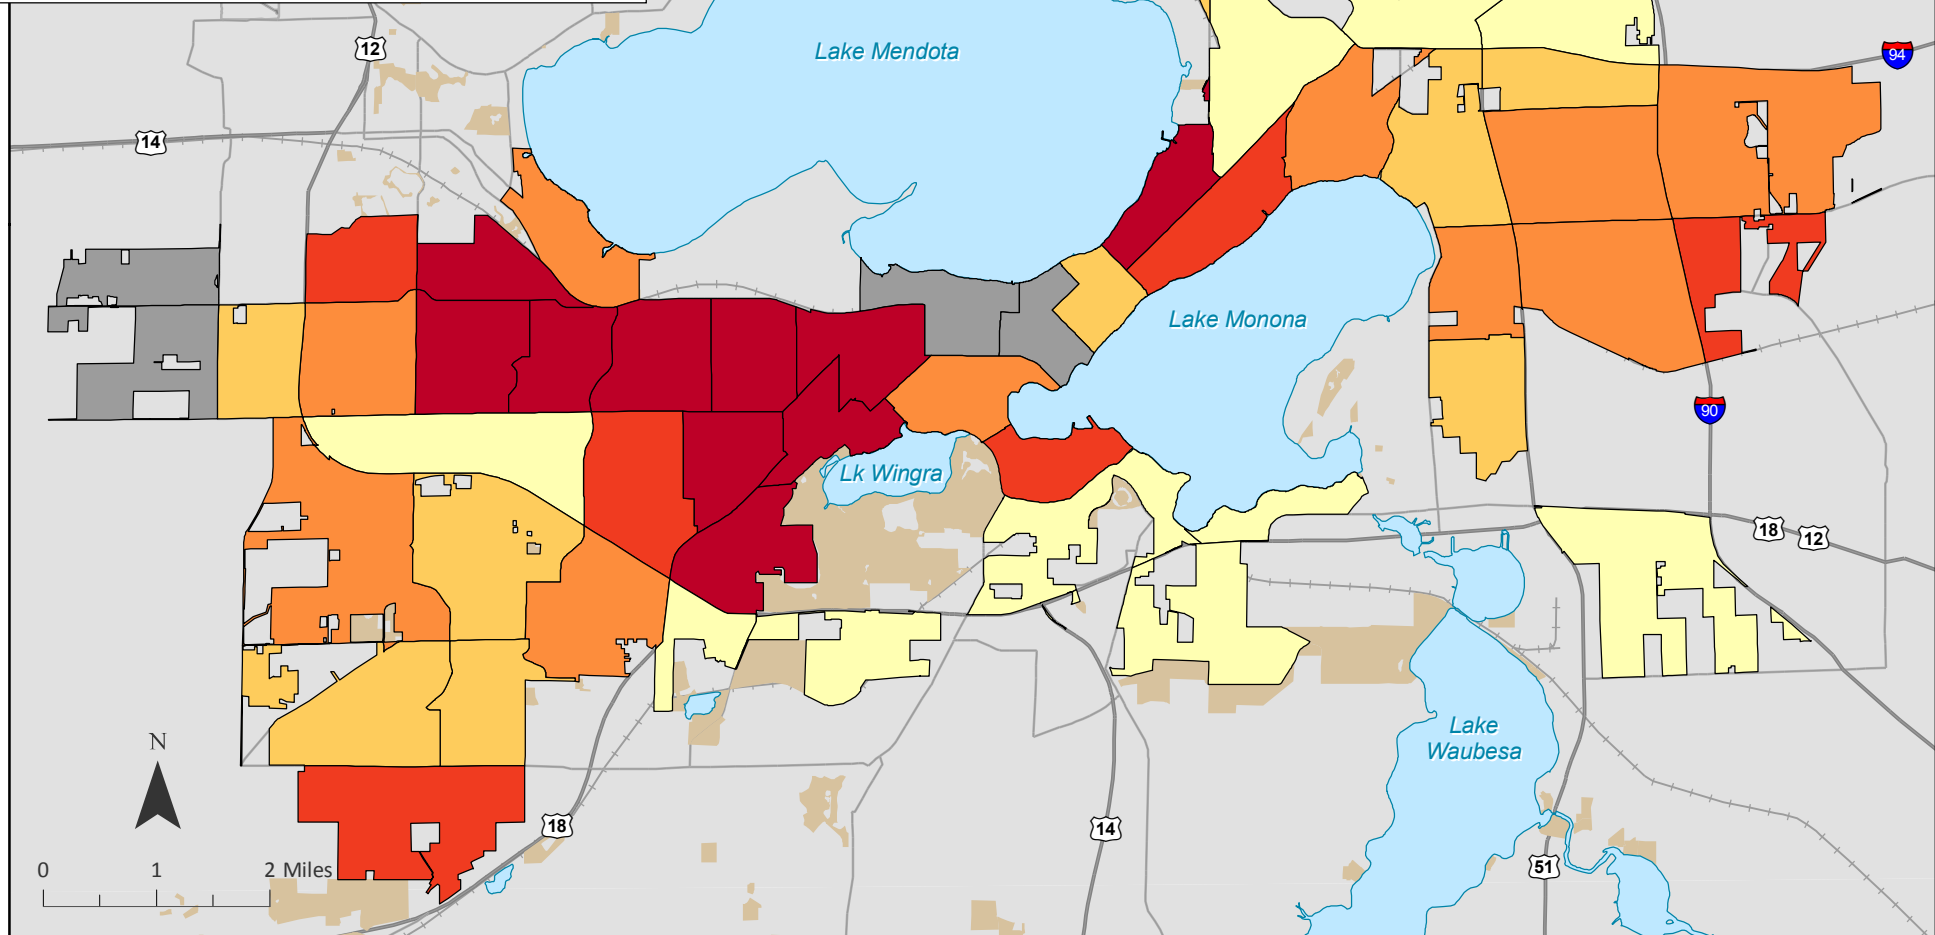 Lake Mendota
12
94
14
Lake Monona
90
Lk Wingra
18
12
Lake
Waubesa
N
18
14
51
0 1 2 Miles